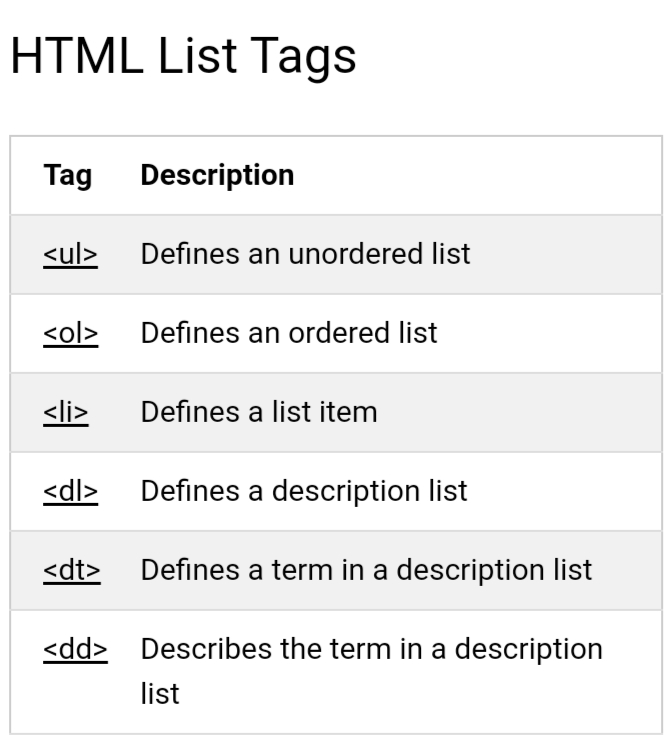 HTML List Tags
Tag Description
<ul> Defines an unordered list
<ol> Defines an ordered list
<li> Defines a list item
<dl> Defines a description list
<dt> Defines a term in a description list
<dd> Describes the term in a description
list